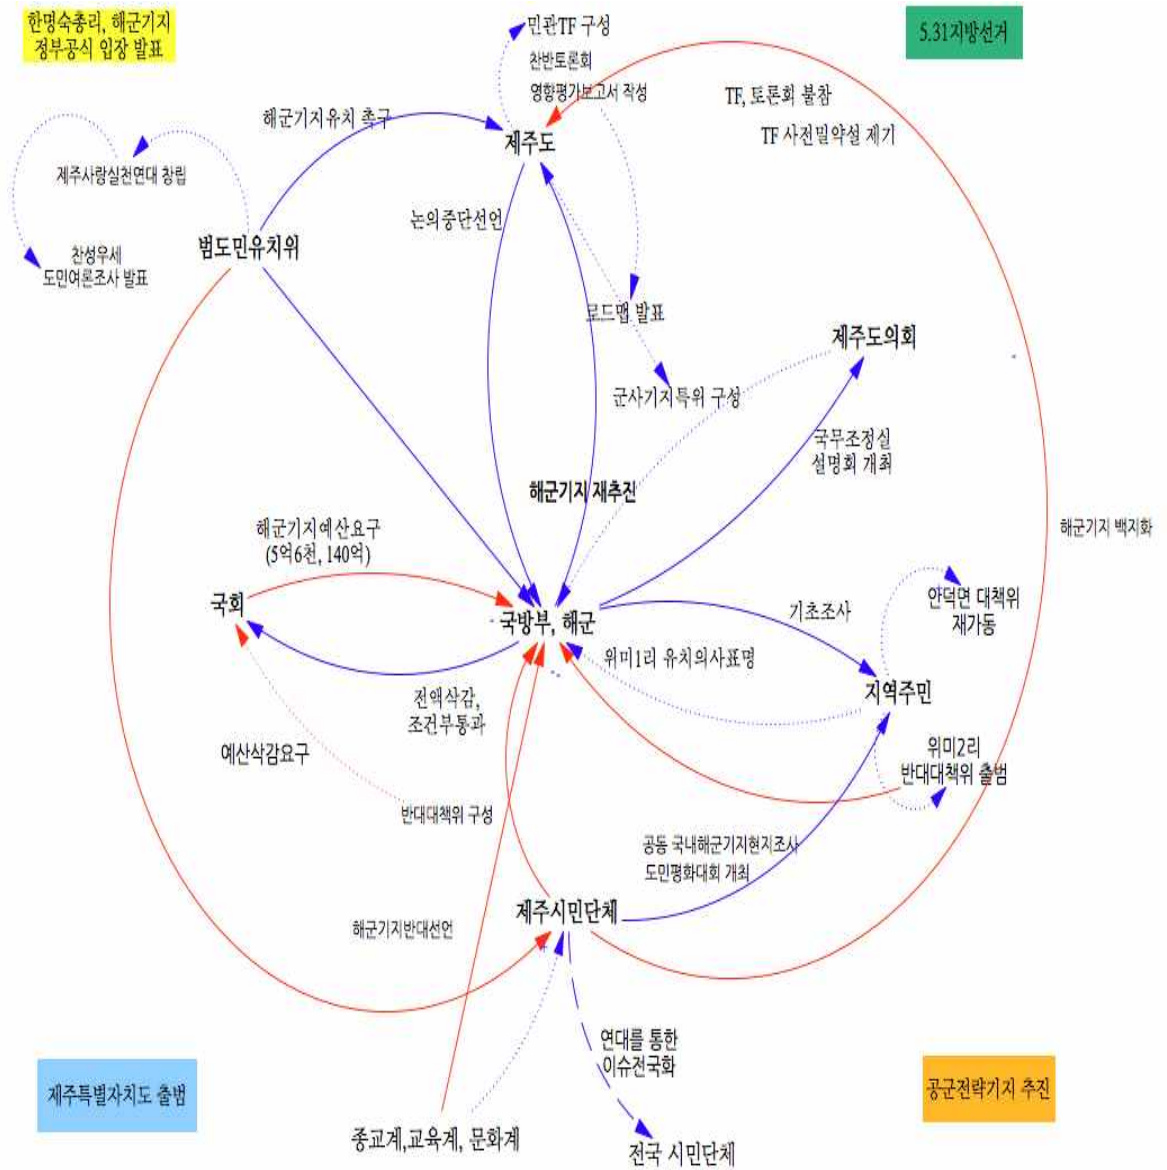 한명숙총리, 해군기지
정부공식 입장 발표
민관TF 구성
찬반토론회
영향평가보고서 작성
5.31지방선거
TF, 토론회 불참
TF 사전밀약설 제기
해군기지유치 촉구
제주도
제주사랑실천연대 창립
논의중단선언
범도민유치위
찬성우세
도민여론조사 발표
로드맵 발표
제주도의회
군사기지특위 구성
국무조정실
설명회 개최
해군기지 재추진
해군기지예산요구
(5억6천, 140억)
해군기지 백지화
국회
국방부, 해군
기초조사
안덕면 대책위
재가동
위미1리 유치의사표명
지역주민
전액삭감,
조건부통과
예산삭감요구
위미2리
반대대책위 출범
반대대책위 구성
공동 국내해군기지현지조사
도민평화대회 개최
제주시민단체
해군기지반대선언
연대를 통한
이슈전국화
제주특별자치도 출범
공군전략기지 추진
종교계,교육계, 문화계
전국 시민단체